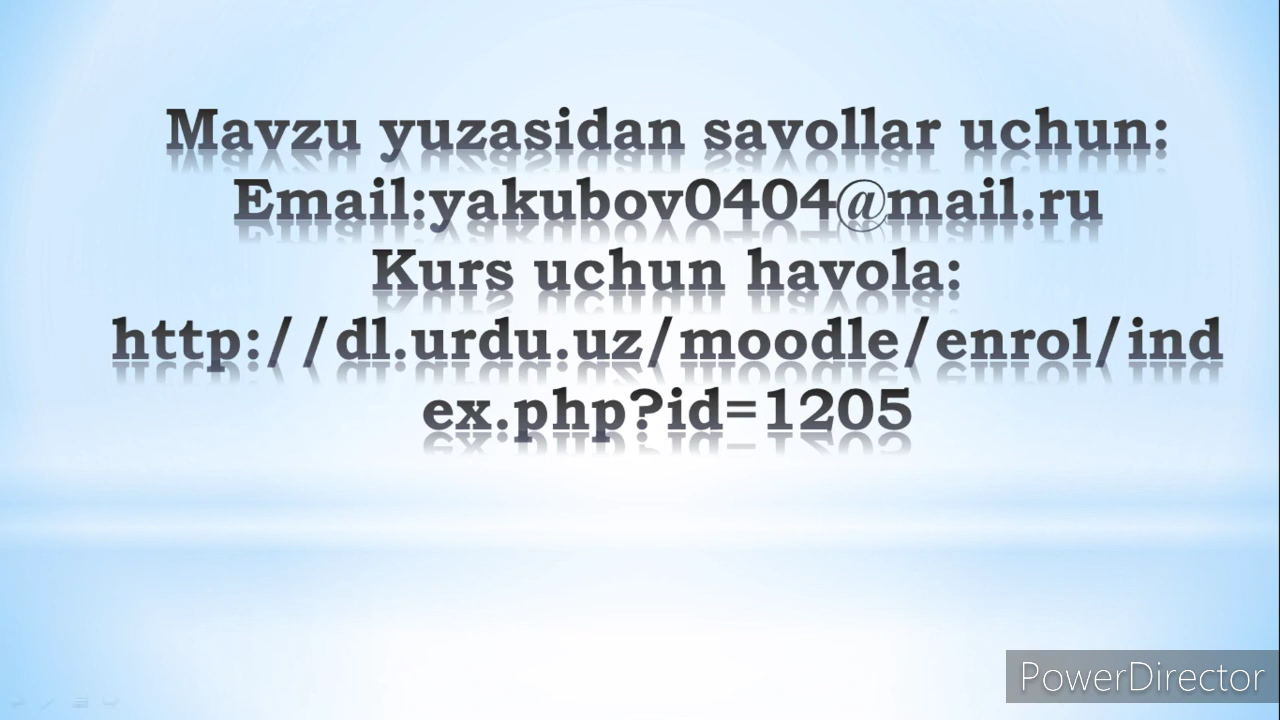 Mavzu yuzasidan savollar uchun:
Email:yakubov0404@mail.ru
Kurs uchun havola:
http://dl.urdu.uz/moodle/enrol/ind
ex.php?id=1205
PowerDirector